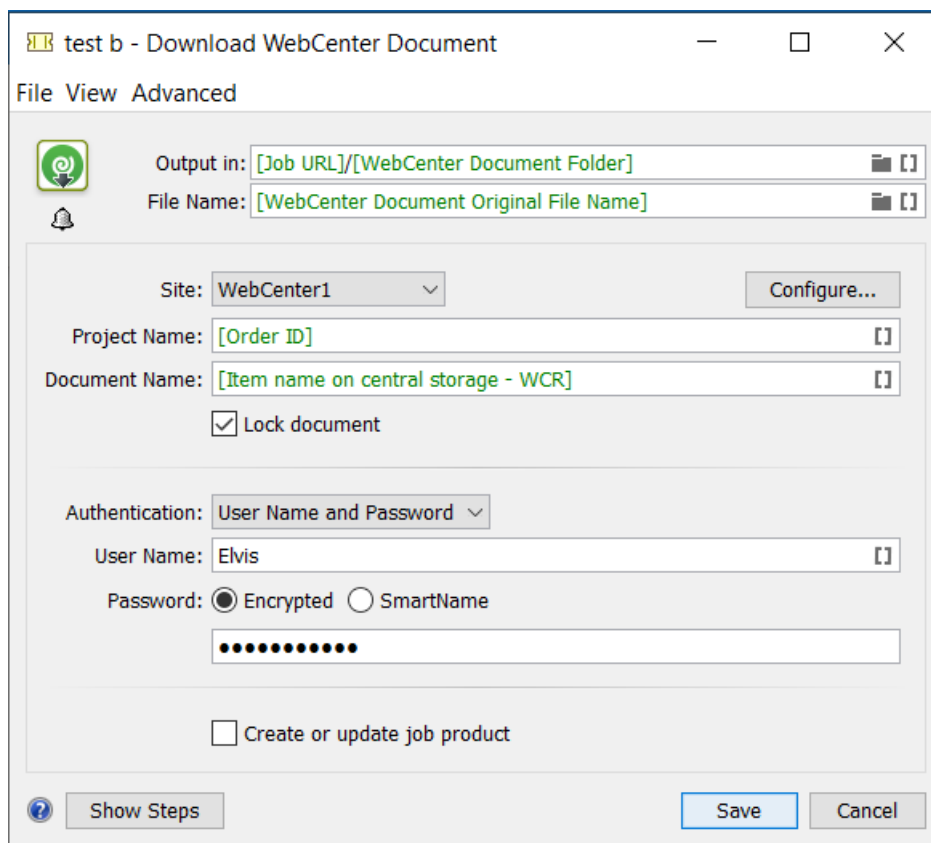 test b - Download WebCenter Document
File View Advanced
Output in: [Job URL]/[WebCenter Document Folder]
File Name: [WebCenter Document Original File Name]
Site: WebCenter1 Configure...
Project Name: [Order ID]
Document Name: [Item name on central storage - WCR]
Lock document
Authentication: User Name and Password
User Name: Elvis
Password: Encrypted SmartName
●●●●●●●●●●●
Create or update job product
? Show Steps Save Cancel